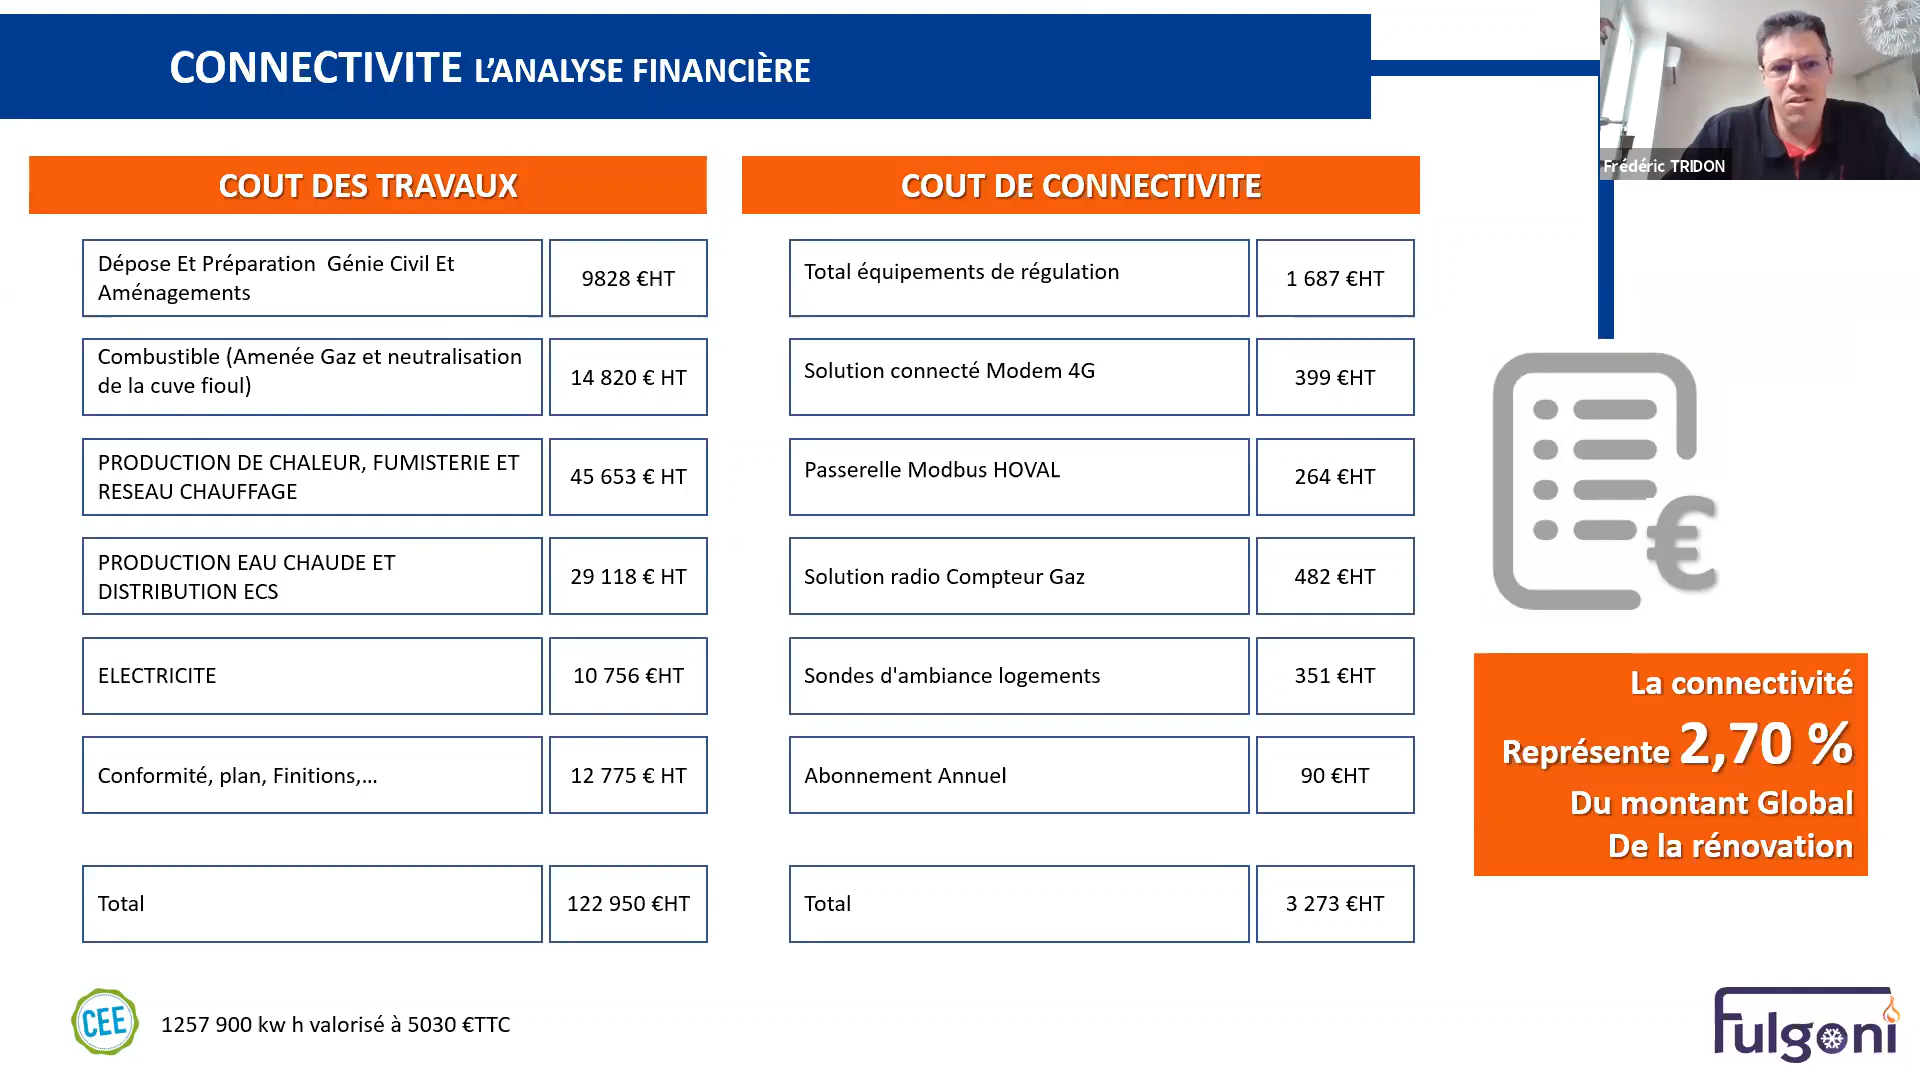 CONNECTIVITE L’ANALYSE FINANCIÈRE
Frédéric TRIDON
COUT DES TRAVAUX
Dépose Et Préparation  Génie Civil Et
Aménagements
9828 €HT
Combustible (Amenée Gaz et neutralisation
de la cuve fioul)
14 820 € HT
PRODUCTION DE CHALEUR, FUMISTERIE ET
RESEAU CHAUFFAGE
45 653 € HT
PRODUCTION EAU CHAUDE ET
DISTRIBUTION ECS
29 118 € HT
ELECTRICITE
10 756 €HT
Conformité, plan, Finitions,...
12 775 € HT
Total
122 950 €HT
COUT DE CONNECTIVITE
Total équipements de régulation
1 687 €HT
Solution connecté Modem 4G
399 €HT
Passerelle Modbus HOVAL
264 €HT
Solution radio Compteur Gaz
482 €HT
Sondes d'ambiance logements
351 €HT
Abonnement Annuel
90 €HT
Total
3 273 €HT
€
La connectivité
Représente 2,70 %
Du montant Global
De la rénovation
CEE
1257 900 kw h valorisé à 5030 €TTC
Fulgoni